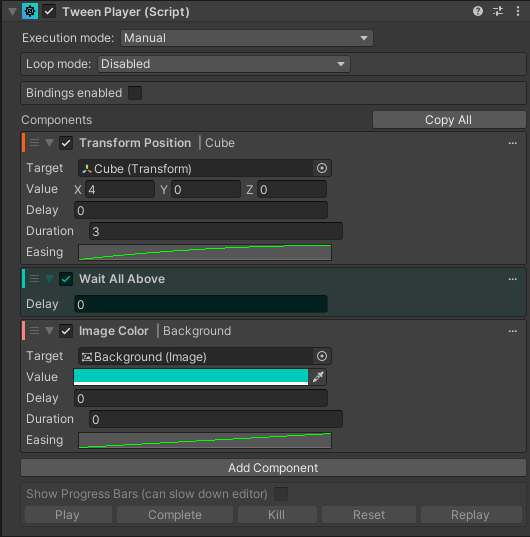 Tween Player (Script)
Execution mode: Manual
Loop mode: Disabled
Bindings enabled
Components Copy All
Transform Position | Cube
Target Cube (Transform)
Value X 4 Y 0 Z 0
Delay 0
Duration 3
Easing
Wait All Above
Delay 0
Image Color | Background
Target Background (Image)
Value
Delay 0
Duration 0
Easing
Add Component
Show Progress Bars (can slow down editor)
Play Complete Kill Reset Replay